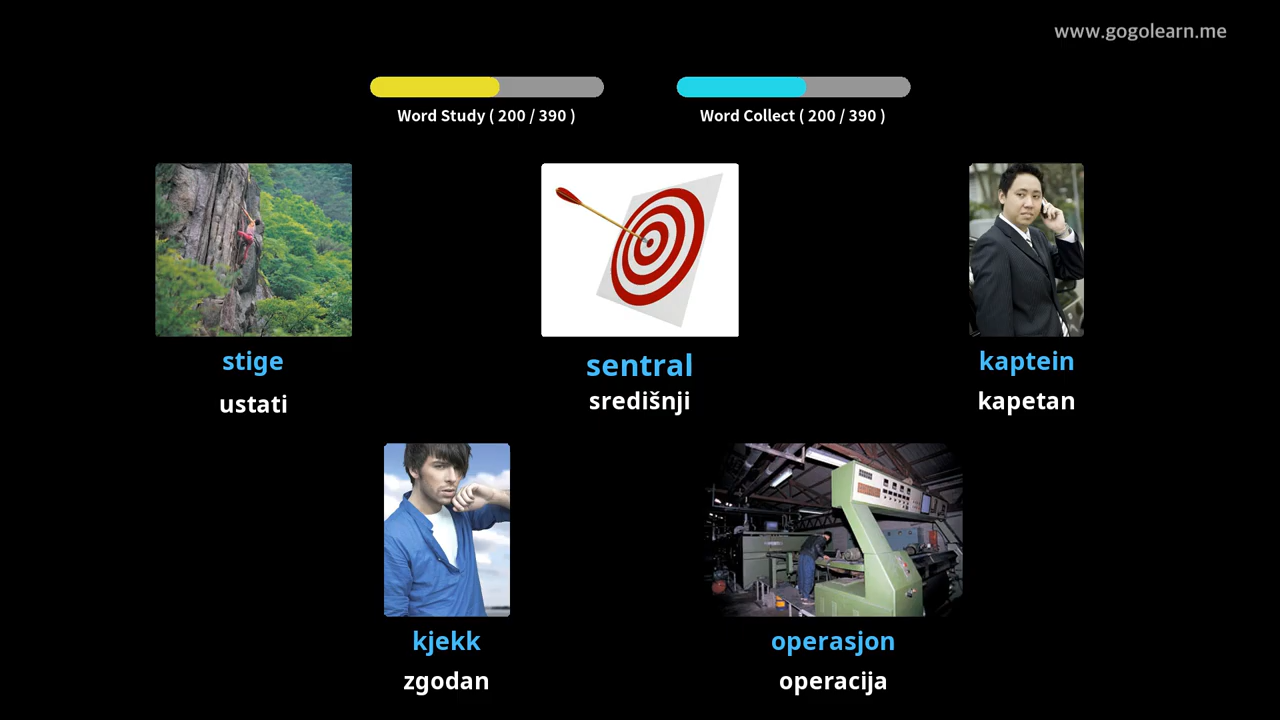 www.gogolearn.me
Word Study ( 200 / 390 )
Word Collect ( 200 / 390 )
stige
ustati
sentral
središnji
kaptein
kapetan
kjekk
zgodan
operasjon
operacija